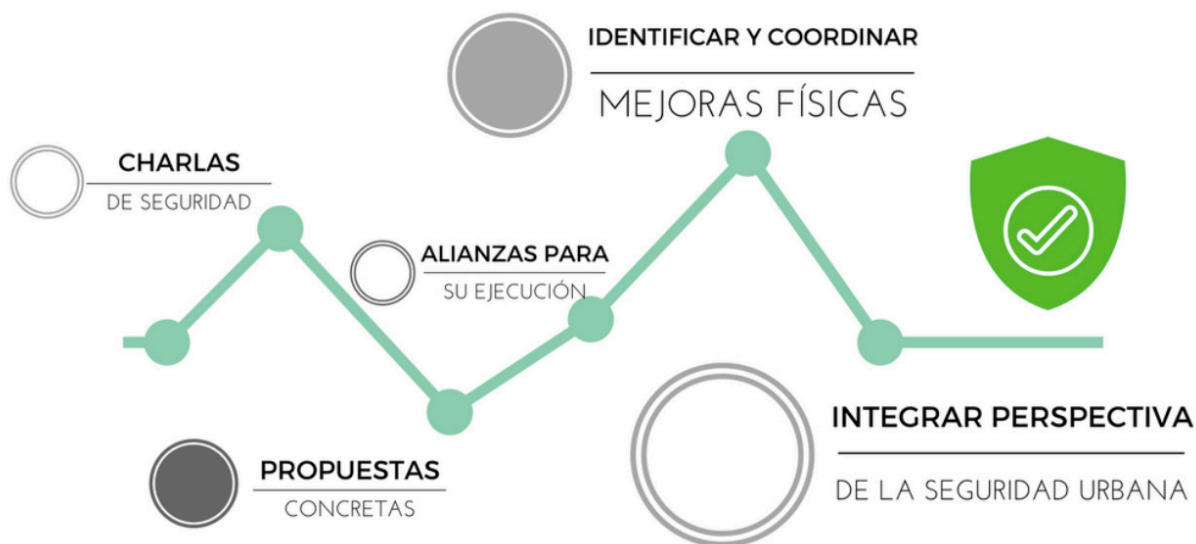 CHARLAS
DE SEGURIDAD
PROPUESTAS
CONCRETAS
ALIANZAS PARA
SU EJECUCIÓN
IDENTIFICAR Y COORDINAR
MEJORAS FÍSICAS
INTEGRAR PERSPECTIVA
DE LA SEGURIDAD URBANA